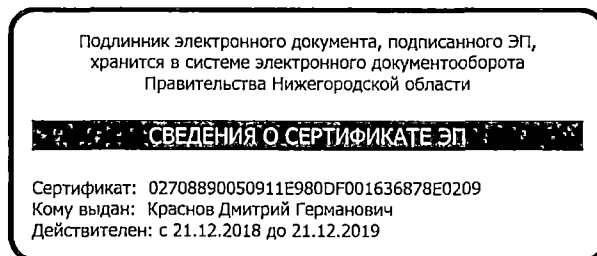 Подлинник электронного документа, подписанного ЭП,
хранится в системе электронного документооборота
Правительства Нижегородской области
СВЕДЕНИЯ О СЕРТИФИКАТЕ ЭП
Сертификат: 02708890050911E980DF001636878E0209
Кому выдан: Краснов Дмитрий Германович
Действителен: с 21.12.2018 до 21.12.2019